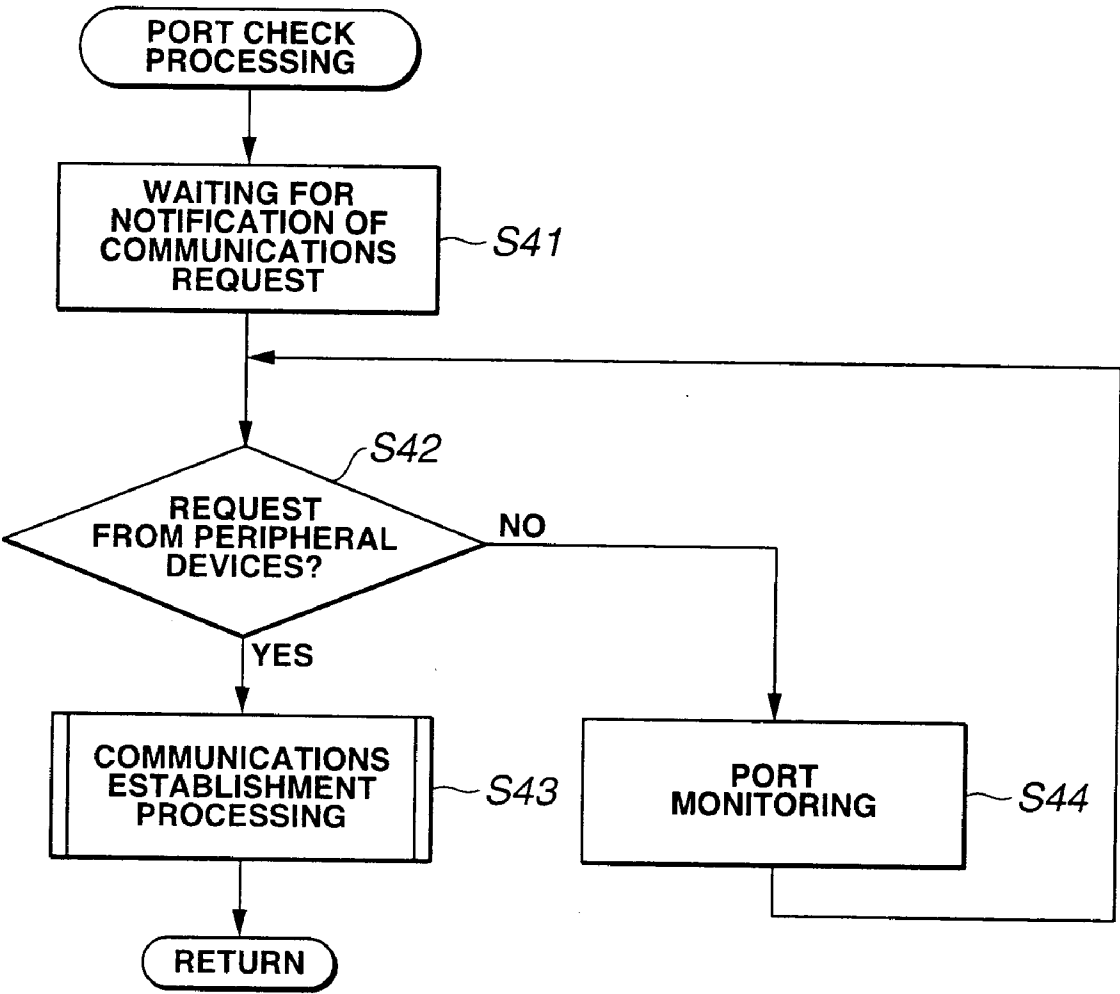 PORT CHECK
PROCESSING
WAITING FOR
NOTIFICATION OF
COMMUNICATIONS
REQUEST
S41
S42
REQUEST
FROM PERIPHERAL
DEVICES?
NO
YES
COMMUNICATIONS
ESTABLISHMENT
PROCESSING
S43
PORT
MONITORING
S44
RETURN